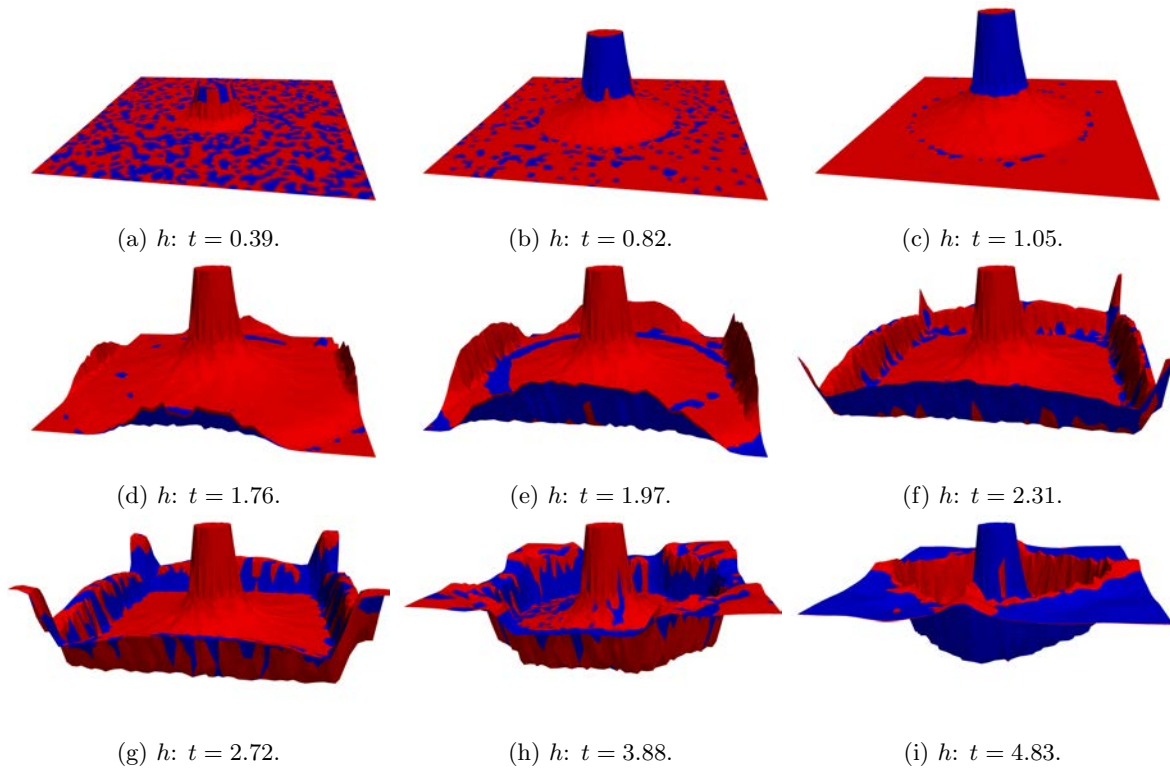 (a) h: t = 0.39.
(b) h: t = 0.82.
(c) h: t = 1.05.
(d) h: t = 1.76.
(e) h: t = 1.97.
(f) h: t = 2.31.
(g) h: t = 2.72.
(h) h: t = 3.88.
(i) h: t = 4.83.